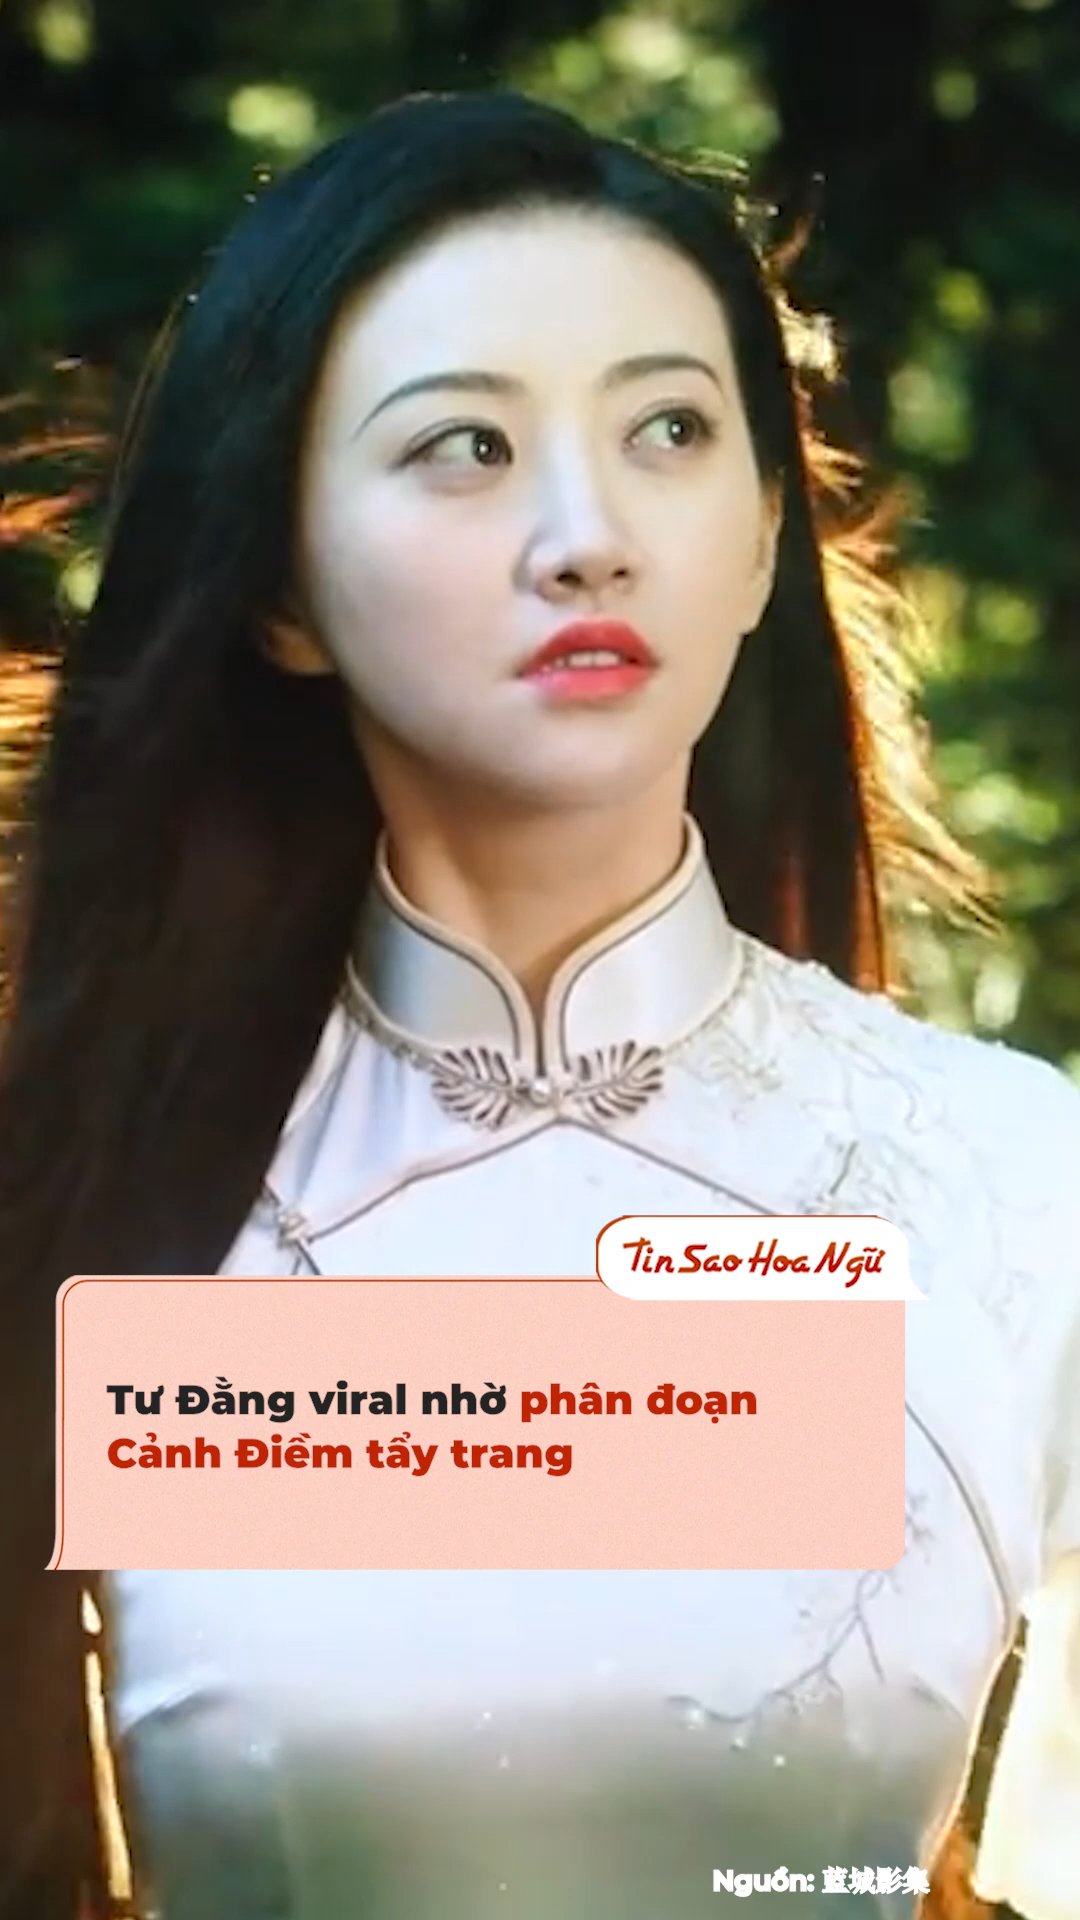 Tin Sao Hoa Ngữ
Tư Đằng viral nhờ phân đoạn
Cảnh Điềm tẩy trang
Nguồn: 蓝城影集